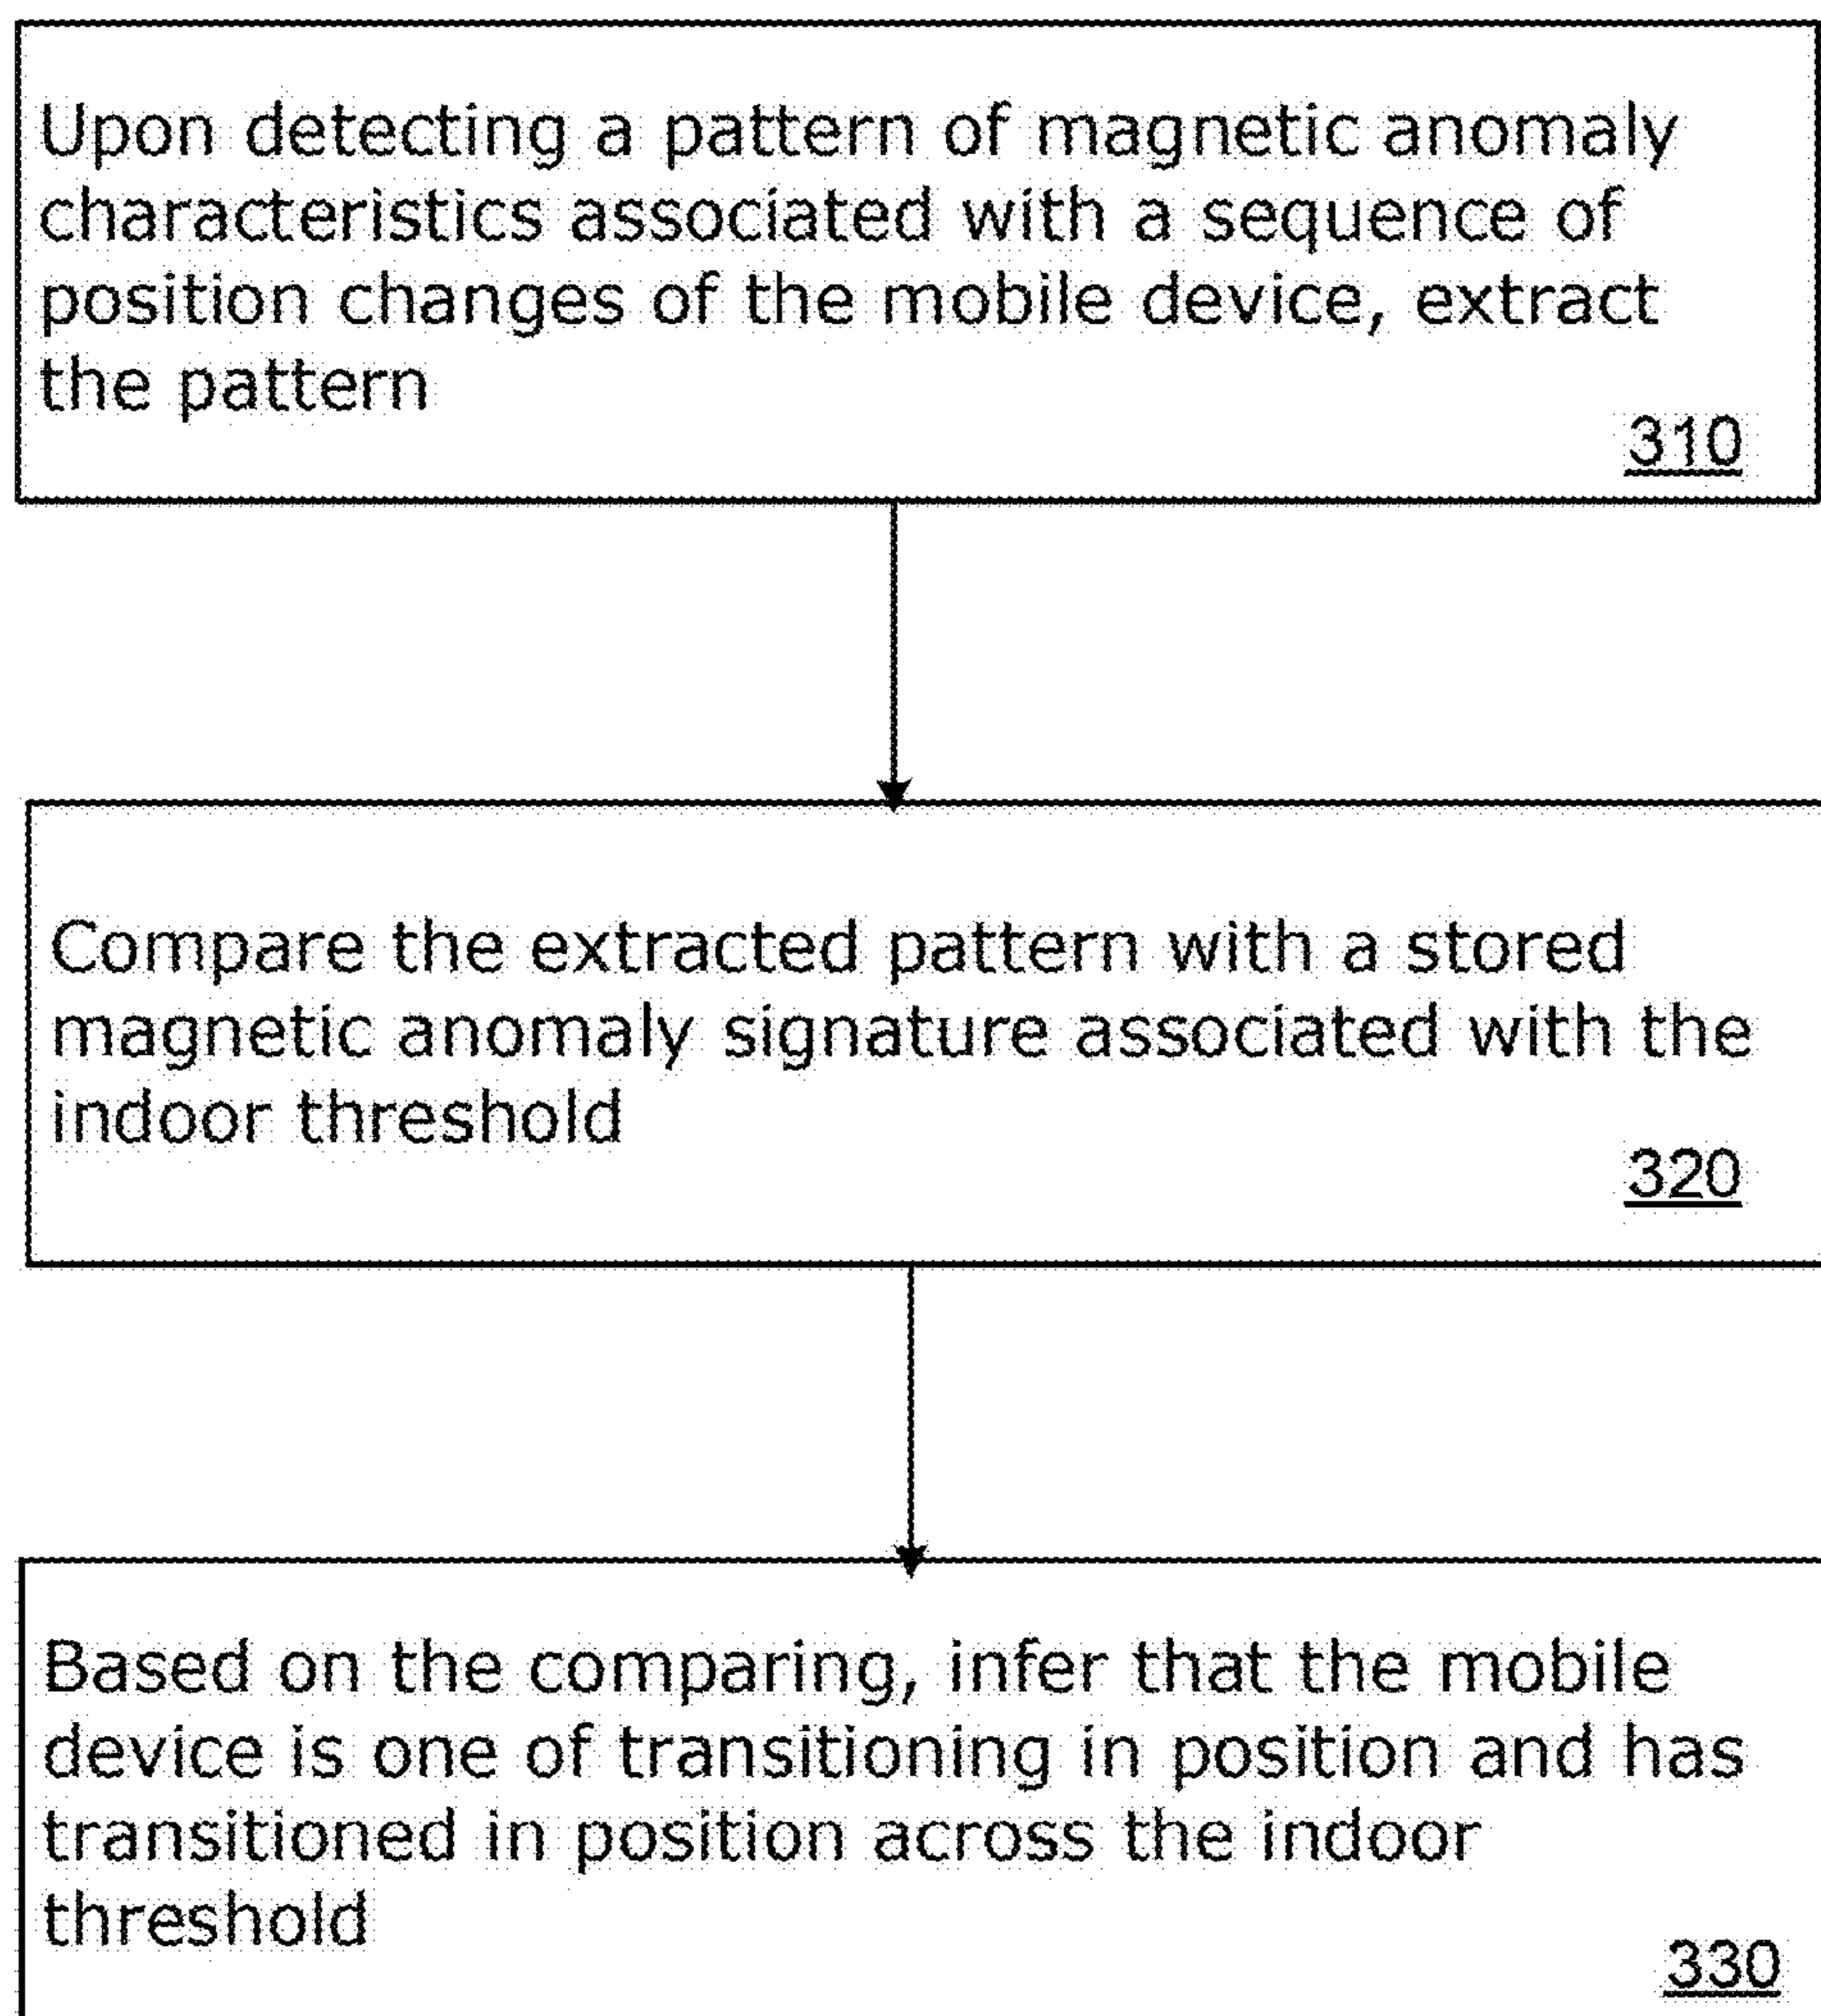 Upon detecting a pattern of magnetic anomaly
characteristics associated with a sequence of
position changes of the mobile device, extract
the pattern
310
Compare the extracted pattern with a stored
magnetic anomaly signature associated with the
indoor threshold
320
Based on the comparing, infer that the mobile
device is one of transitioning in position and has
transitioned in position across the indoor
threshold
330